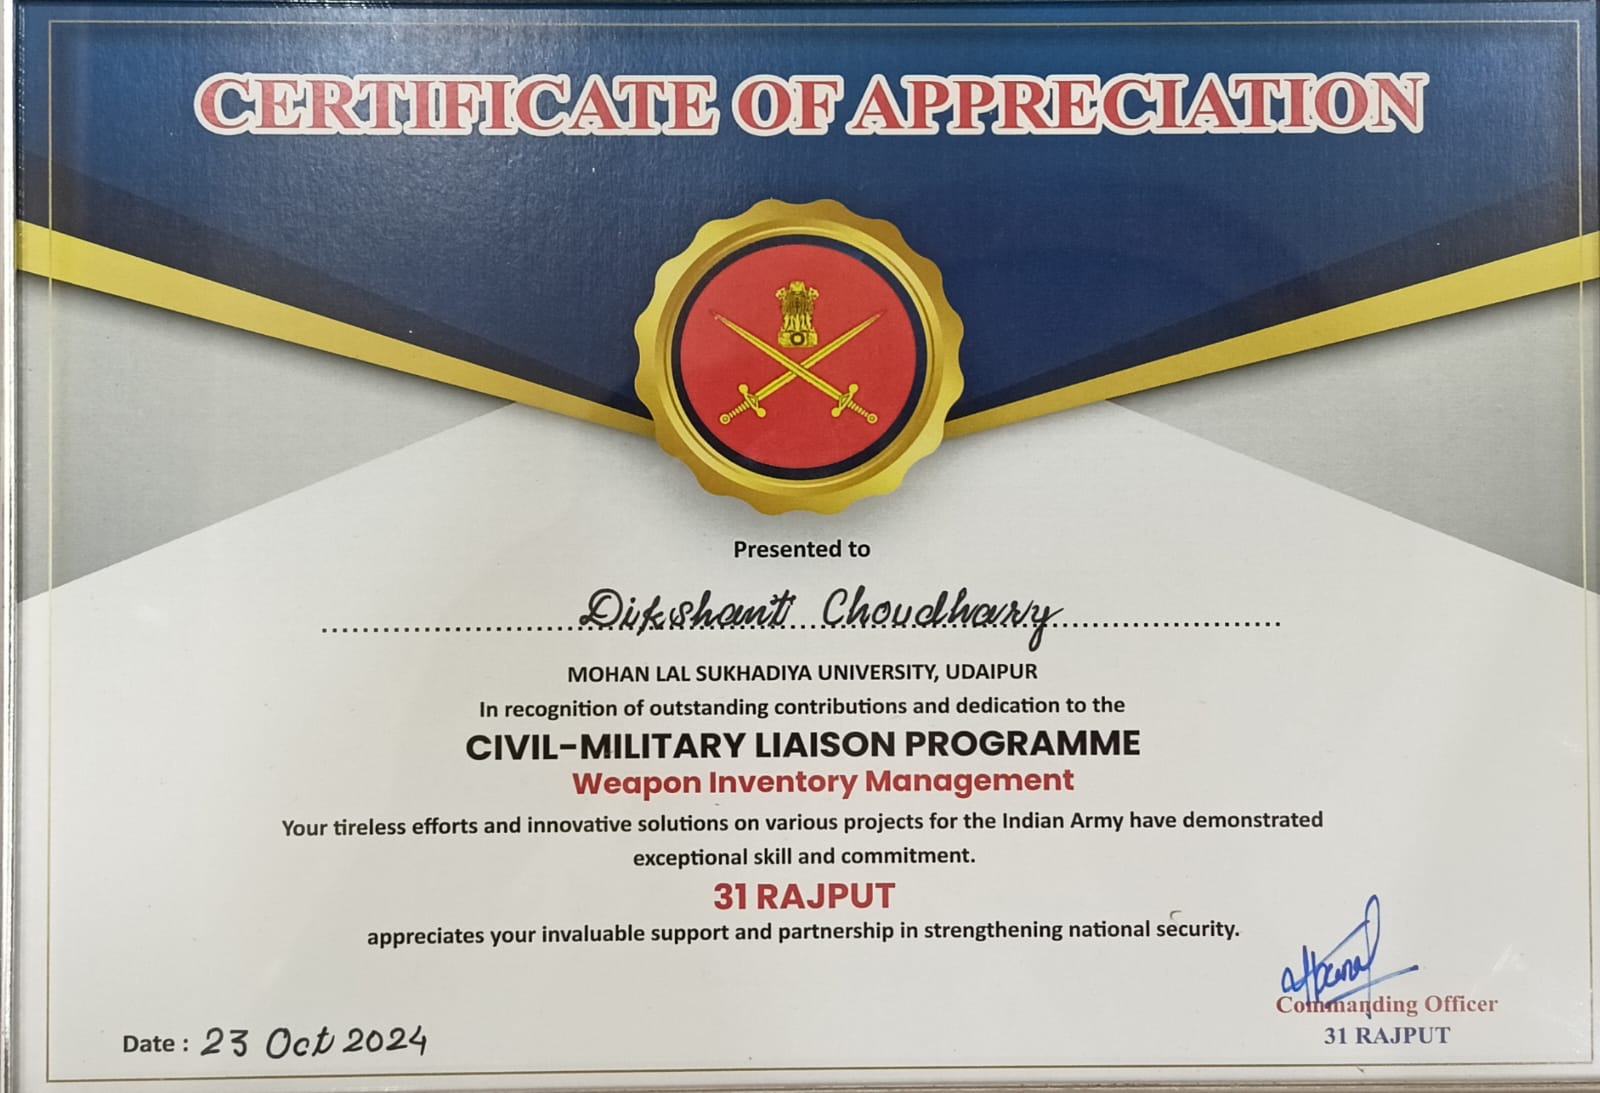 CERTIFICATE OF APPRECIATION
Presented to
Dikshant Choudhary
MOHAN LAL SUKHADIYA UNIVERSITY, UDAIPUR
In recognition of outstanding contributions and dedication to the
CIVIL-MILITARY LIAISON PROGRAMME
Weapon Inventory Management
Your tireless efforts and innovative solutions on various projects for the Indian Army have demonstrated
exceptional skill and commitment.
31 RAJPUT
appreciates your invaluable support and partnership in strengthening national security.
Commanding Officer
31 RAJPUT
Date : 23 Oct 2024